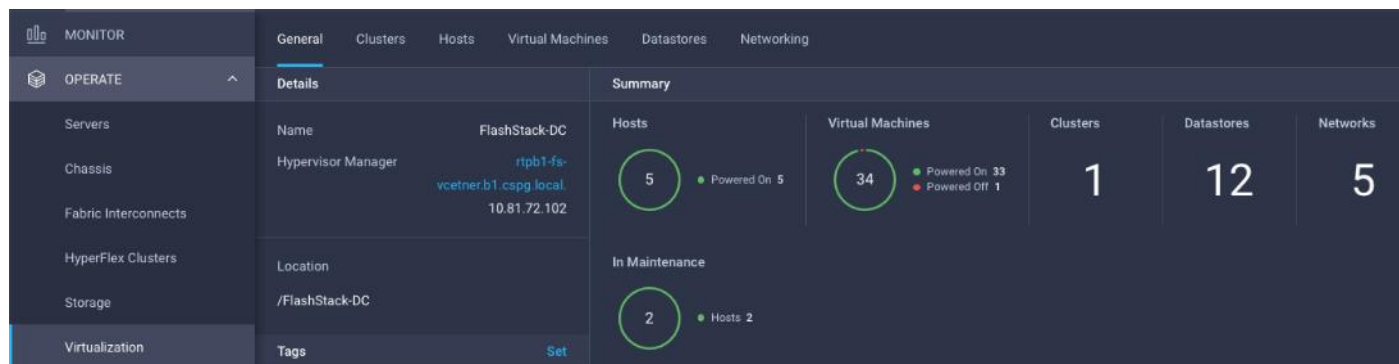 MONITOR
OPERATE
Servers
Chassis
Fabric Interconnects
HyperFlex Clusters
Storage
Virtualization
General Clusters Hosts Virtual Machines Datastores Networking
Details
Name FlashStack-DC
Hypervisor Manager rtpb1-fs-
vcetner.b1.cspg.local.
10.81.72.102
Location
/FlashStack-DC
Tags Set
Summary
Hosts
5 Powered On 5
Virtual Machines
34 Powered On 33
Powered Off 1
Clusters
1
Datastores
12
Networks
5
In Maintenance
2 Hosts 2